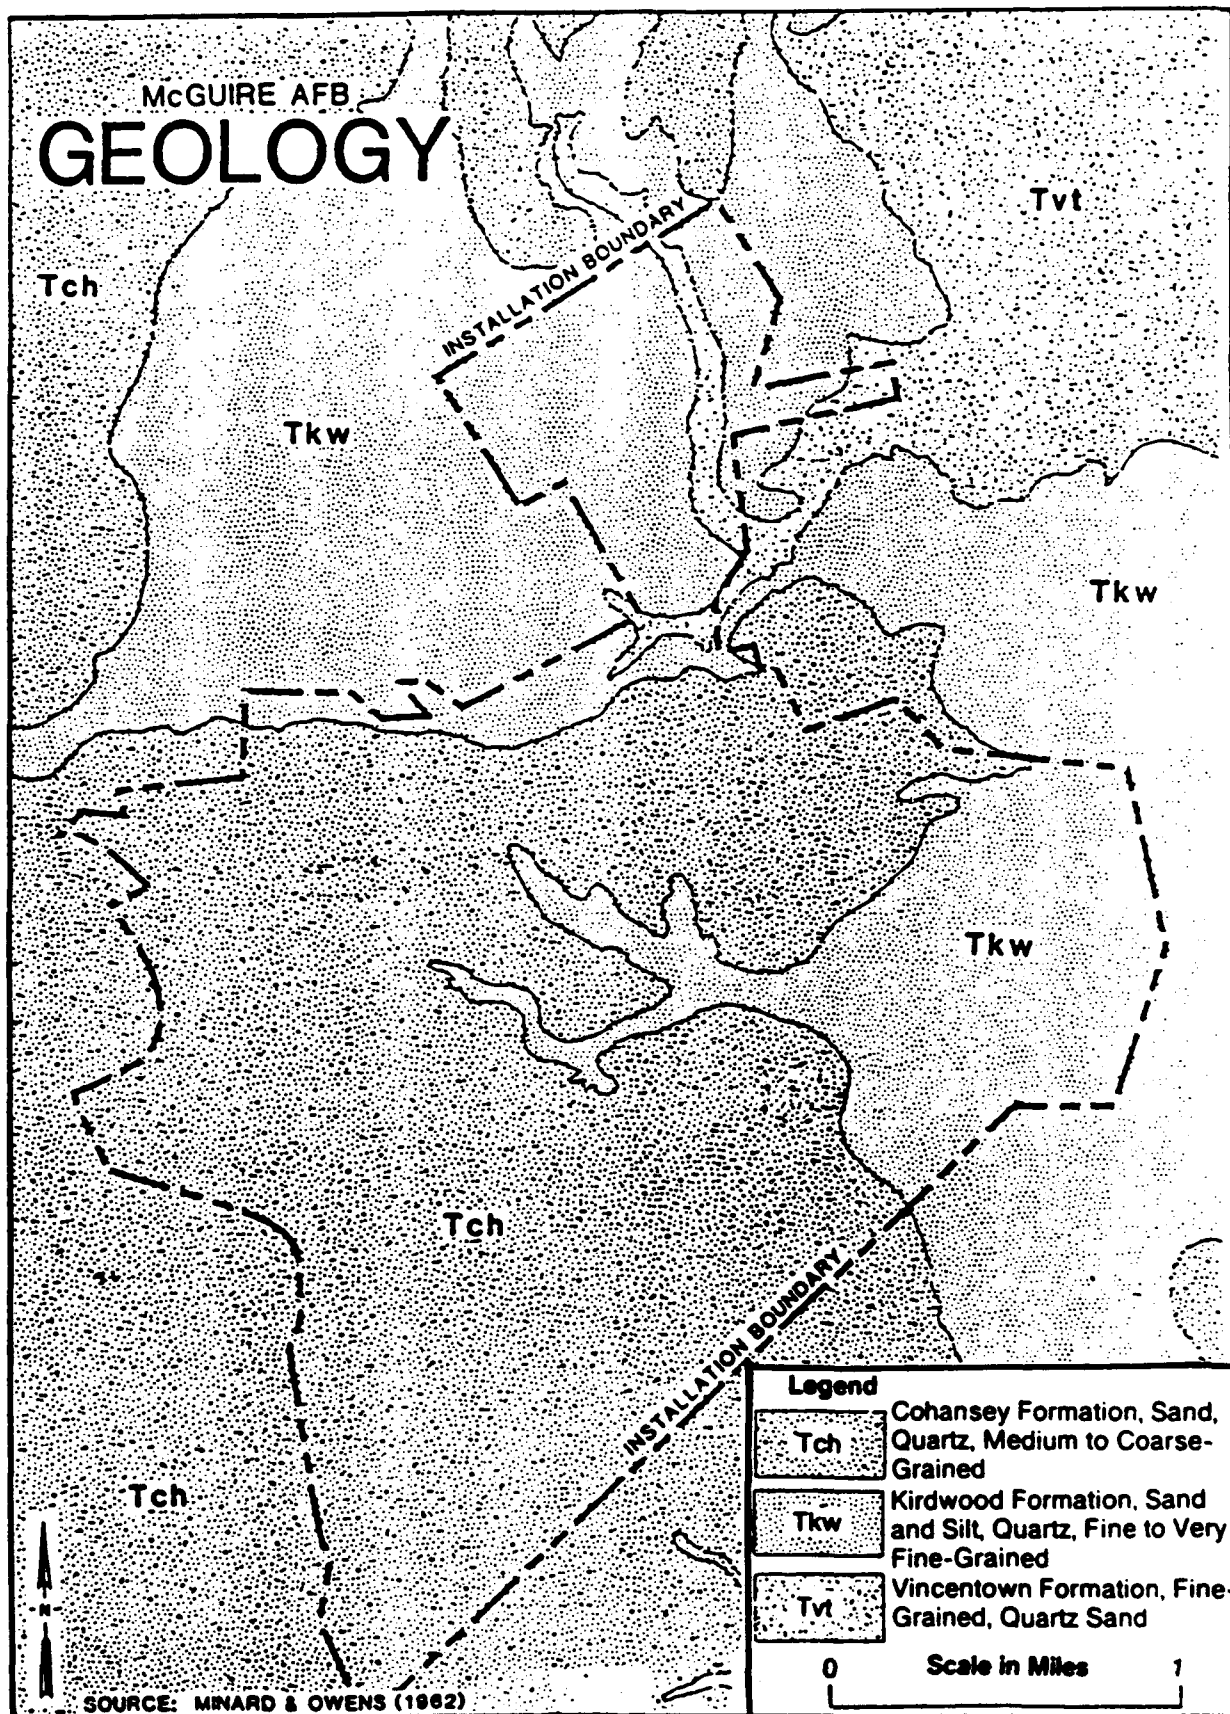 McGUIRE AFB
GEOLOGY
Tch
Tvt
INSTALLATION BOUNDARY
Tkw
Tkw
Tkw
Tch
INSTALLATION BOUNDARY
Tch
Legend
Tch
Cohansey Formation, Sand,
Quartz, Medium to Coarse-
Grained
Tkw
Kirdwood Formation, Sand
and Silt, Quartz, Fine to Very
Fine-Grained
Tvt
Vincentown Formation, Fine-
Grained, Quartz Sand
Scale in Miles
0 1
N
SOURCE: MINARD & OWENS (1962)